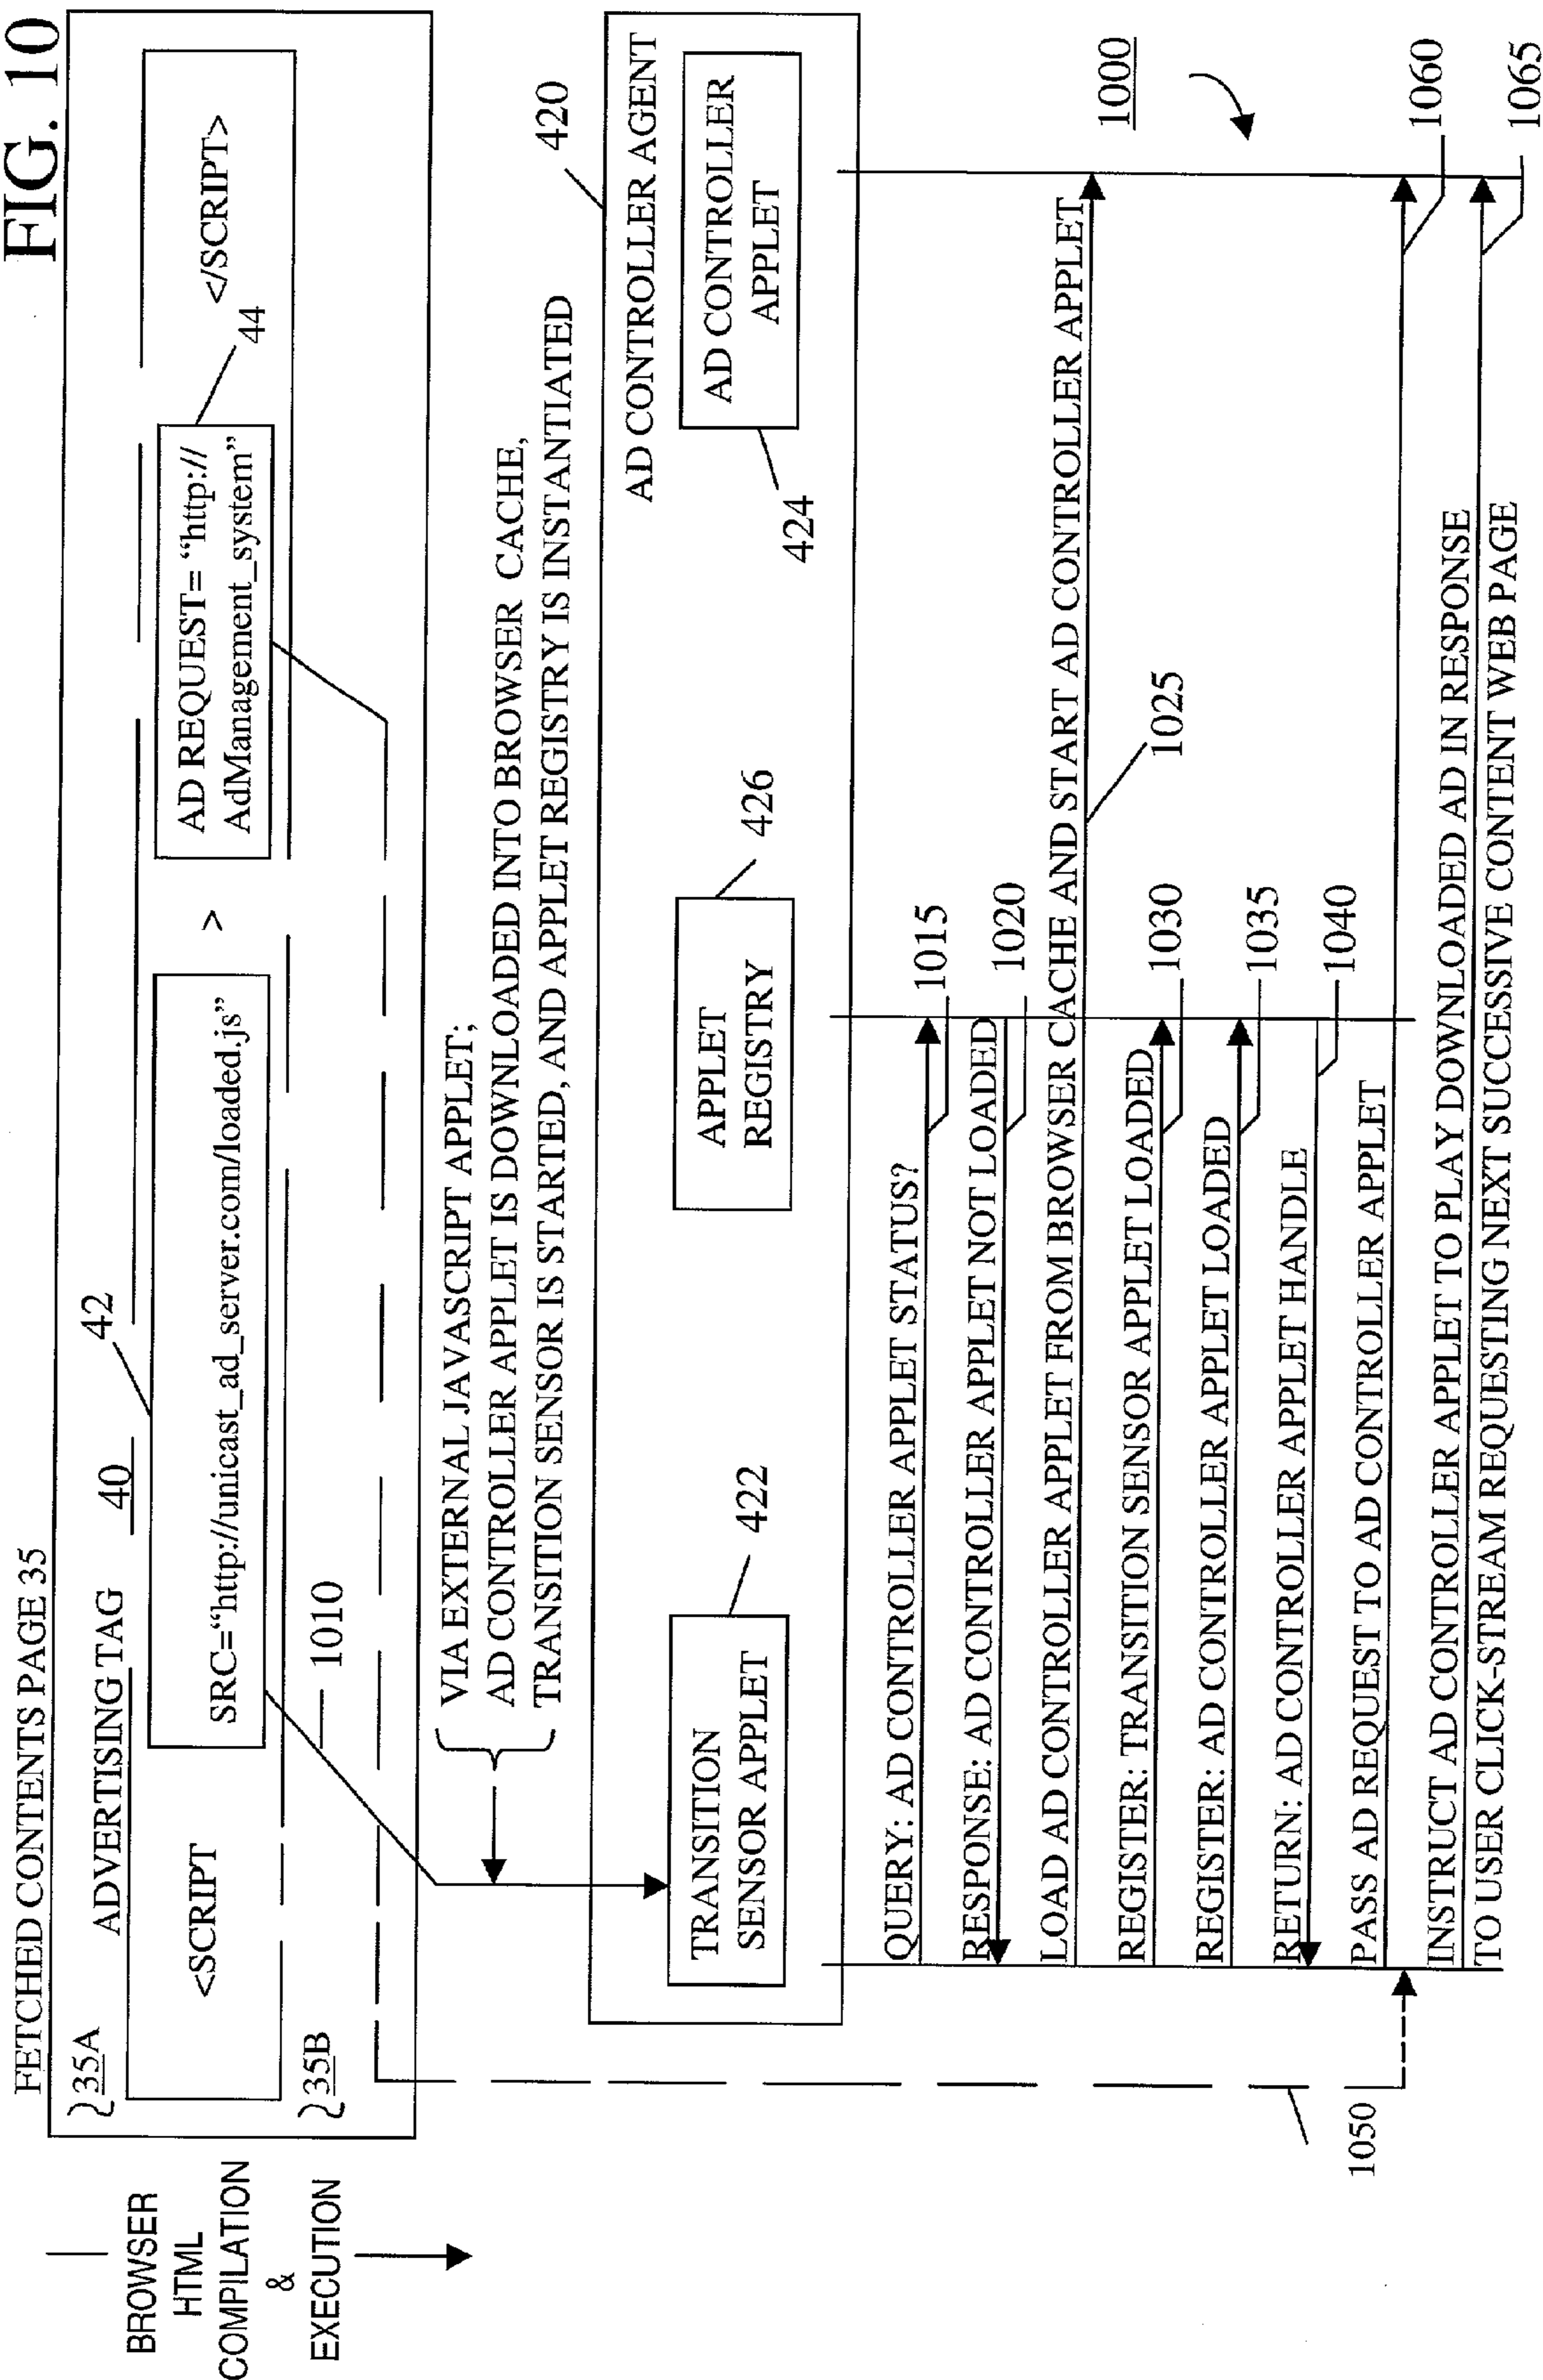 FIG. 10
FETCHED CONTENTS PAGE 35
35A
ADVERTISING TAG
40
42
<SCRIPT
SRC="http://unicast_ad_server.com/loaded.js"
>
AD REQUEST= "http://
AdManagement_system"
44
</SCRIPT>
35B
1010
BROWSER
HTML
COMPILATION
&
EXECUTION
VIA EXTERNAL JAVASCRIPT APPLET;
AD CONTROLLER APPLET IS DOWNLOADED INTO BROWSER CACHE,
TRANSITION SENSOR IS STARTED, AND APPLET REGISTRY IS INSTANTIATED
420
AD CONTROLLER AGENT
TRANSITION
SENSOR APPLET
422
APPLET
REGISTRY
426
AD CONTROLLER
APPLET
424
1000
QUERY: AD CONTROLLER APPLET STATUS?
1015
RESPONSE: AD CONTROLLER APPLET NOT LOADED
1020
LOAD AD CONTROLLER APPLET FROM BROWSER CACHE AND START AD CONTROLLER APPLET
1025
REGISTER: TRANSITION SENSOR APPLET LOADED
1030
REGISTER: AD CONTROLLER APPLET LOADED
1035
RETURN: AD CONTROLLER APPLET HANDLE
1040
PASS AD REQUEST TO AD CONTROLLER APPLET
1050
1060
INSTRUCT AD CONTROLLER APPLET TO PLAY DOWNLOADED AD IN RESPONSE
TO USER CLICK-STREAM REQUESTING NEXT SUCCESSIVE CONTENT WEB PAGE
1065